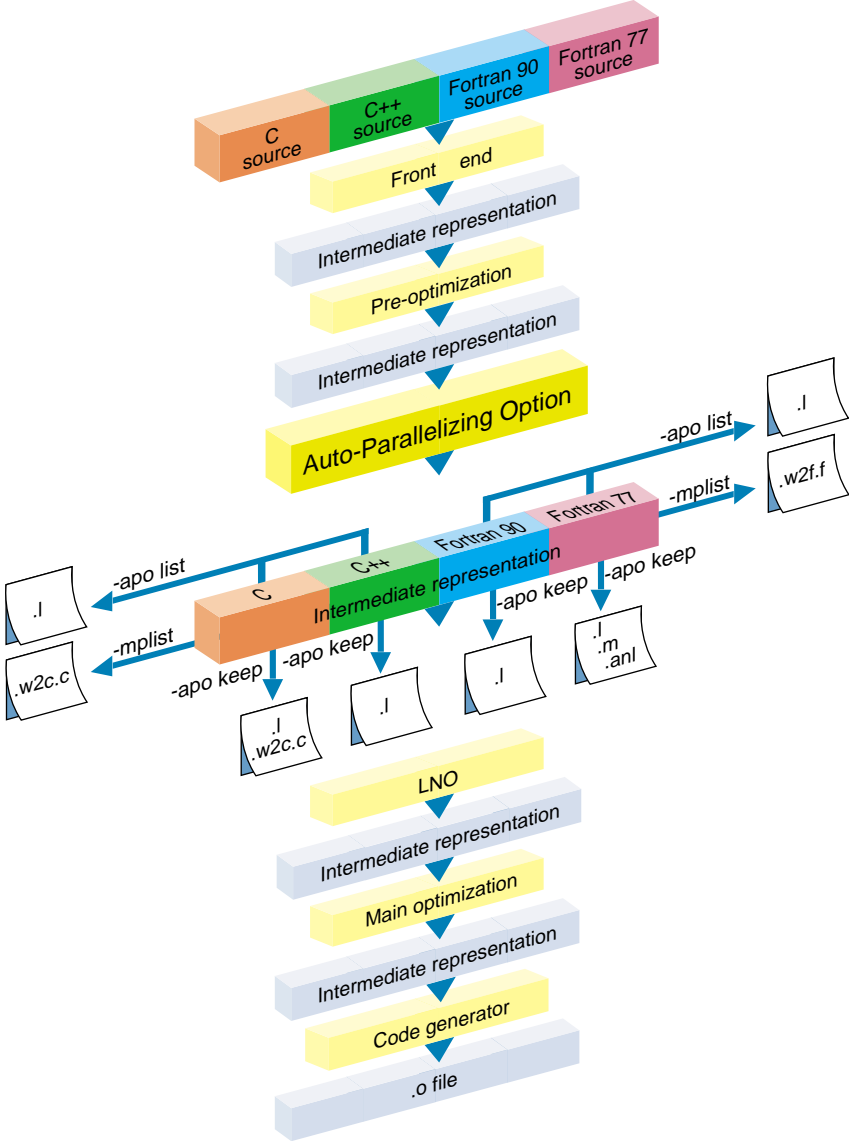 C
source
C++
source
Fortran 90
source
Fortran 77
source
Front end
Intermediate representation
Pre-optimization
Intermediate representation
Auto-Parallelizing Option
-apo list
.l
-mplist
.w2f.f
C
C++
Fortran 90
Fortran 77
Intermediate representation
-apo list
.l
-mplist
.w2c.c
-apo keep
.l
.w2c.c
-apo keep
.l
-apo keep
.l
-apo keep
.l
.m
.anl
LNO
Intermediate representation
Main optimization
Intermediate representation
Code generator
.o file